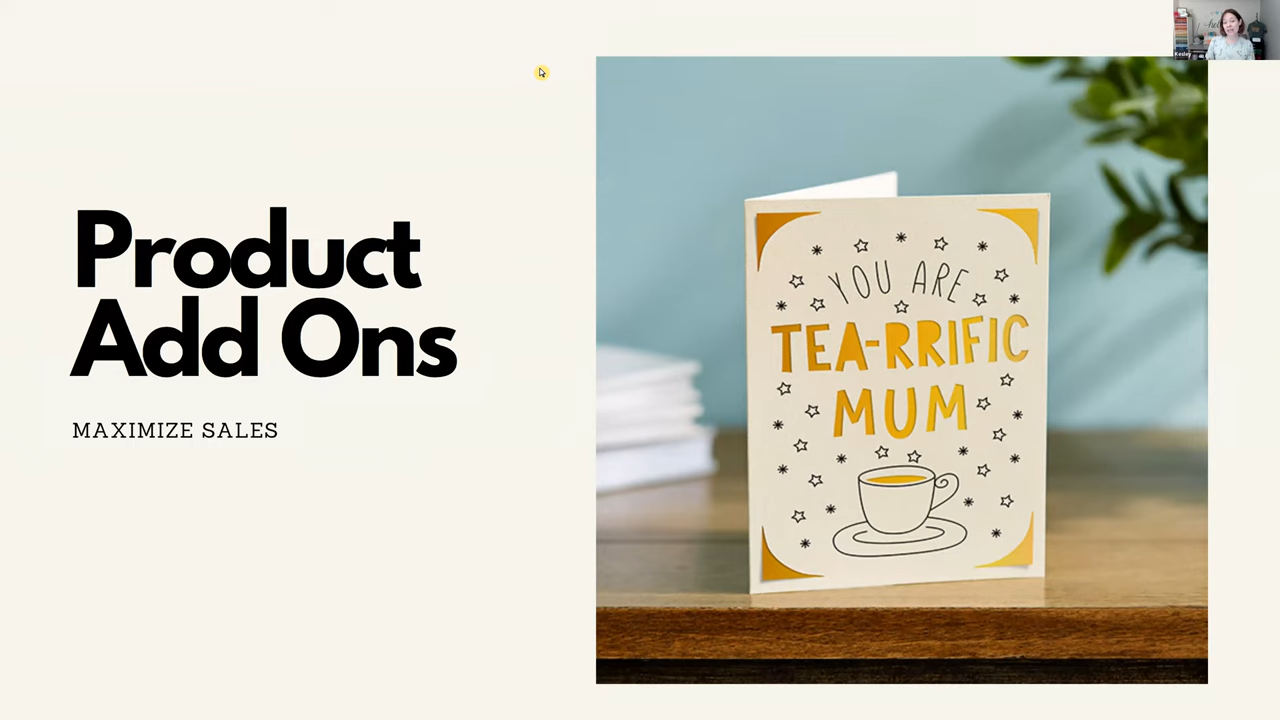 Product
Add Ons
MAXIMIZE SALES
YOU ARE
TEA-RRIFIC
MUM